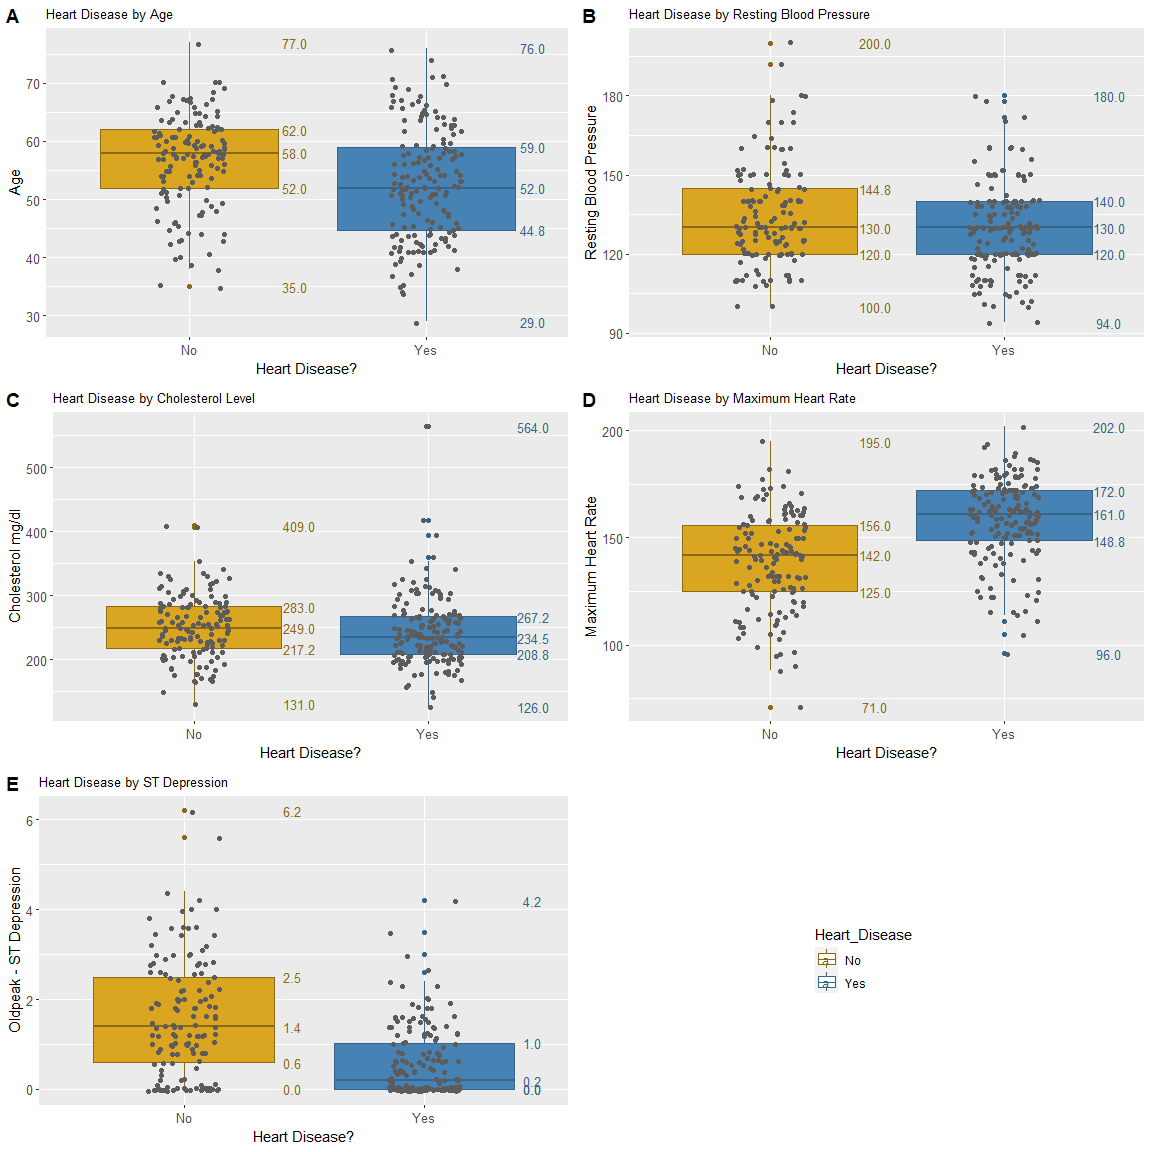 A Heart Disease by Age
77.0
76.0
70
62.0
60
59.0
58.0
52.0
52.0
50
44.8
40
35.0
30
29.0
Age
No
Yes
Heart Disease?
B Heart Disease by Resting Blood Pressure
200.0
180
180.0
150
144.8
140.0
130.0
130.0
120
120.0
120.0
100.0
94.0
90
Resting Blood Pressure
No
Yes
Heart Disease?
C Heart Disease by Cholesterol Level
564.0
500
409.0
400
300
283.0
267.2
249.0
234.5
217.2
208.8
200
131.0
126.0
Cholesterol mg/dl
No
Yes
Heart Disease?
D Heart Disease by Maximum Heart Rate
202.0
200
195.0
172.0
161.0
156.0
150
148.8
142.0
125.0
100
96.0
71.0
Maximum Heart Rate
No
Yes
Heart Disease?
E Heart Disease by ST Depression
6.2
6
4.2
4
2.5
2
1.4
1.0
0.6
0.2
0
0.0
0.0
Oldpeak - ST Depression
No
Yes
Heart Disease?
Heart_Disease
a No
a Yes